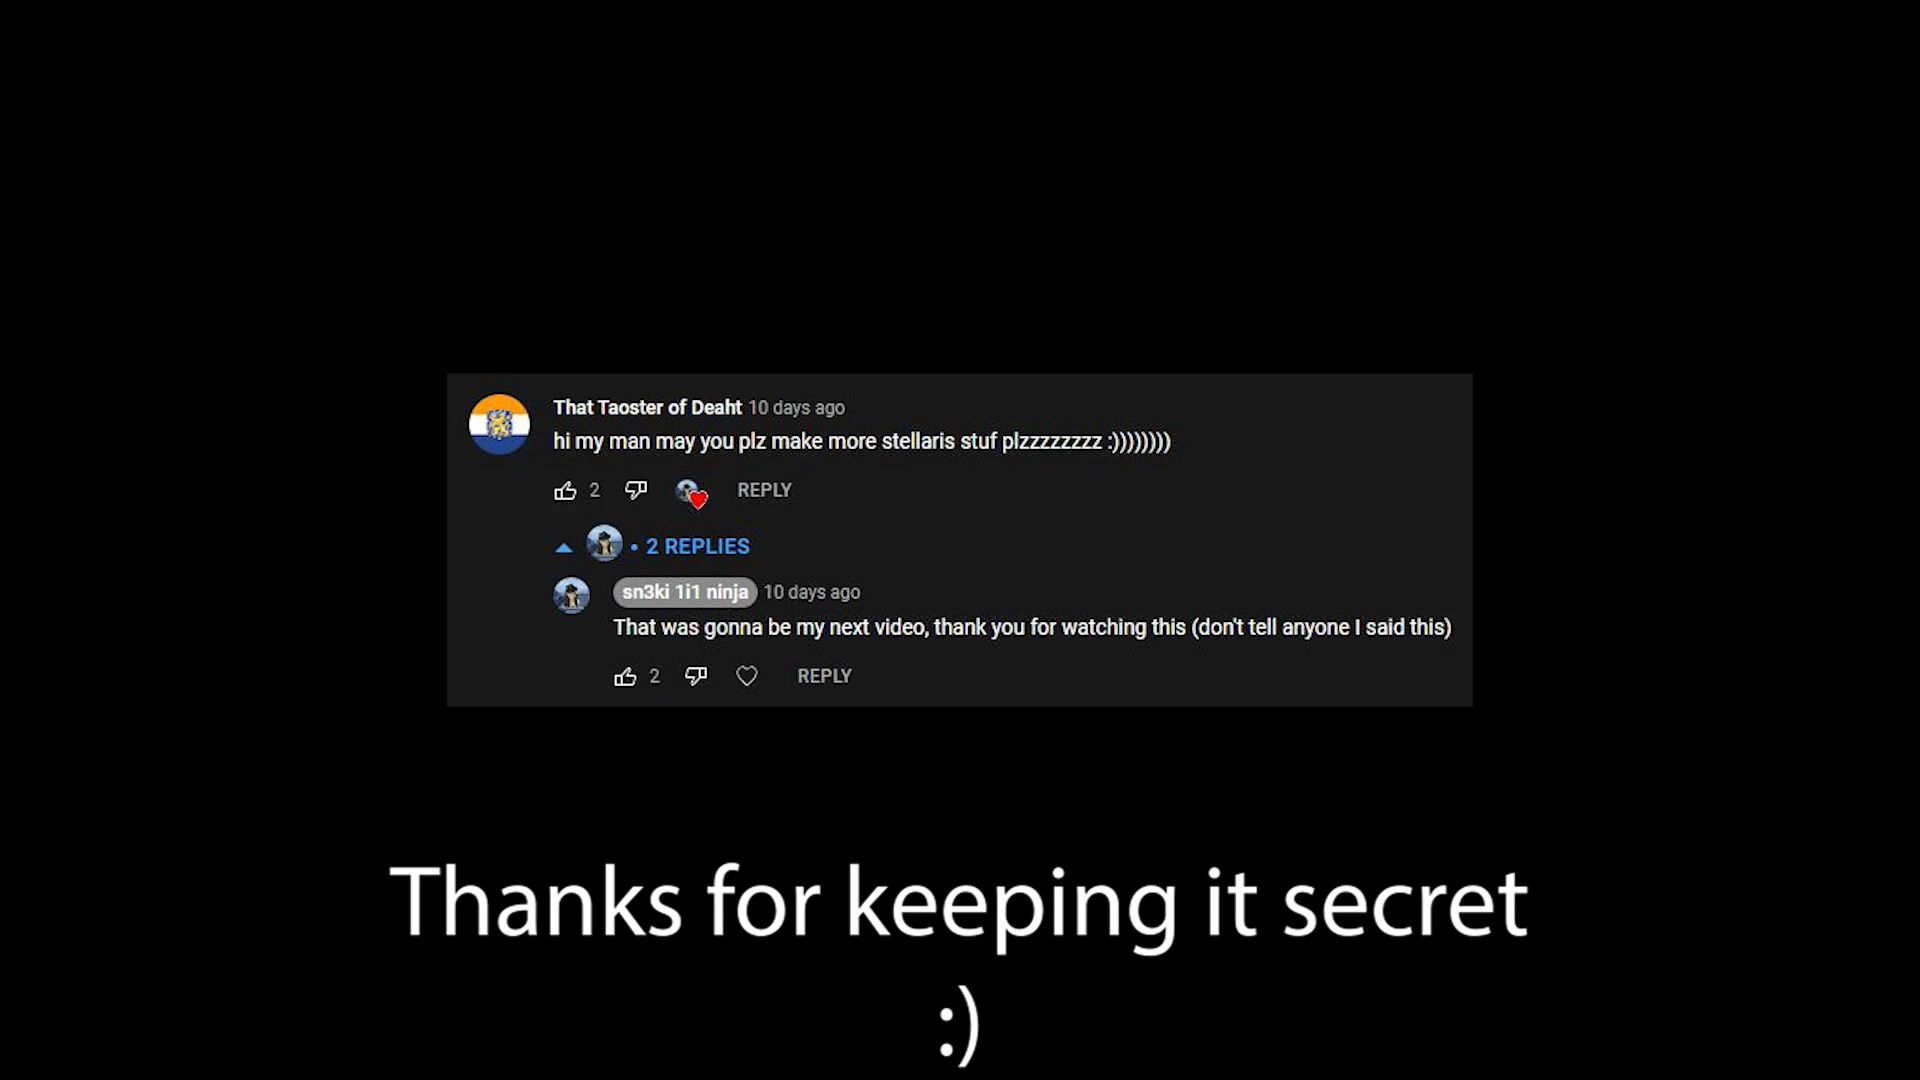 That Taoster of Deaht 10 days ago
hi my man may you plz make more stellaris stuf plzzzzzzzz :))))))))
2 REPLY
• 2 REPLIES
sn3ki 1i1 ninja 10 days ago
That was gonna be my next video, thank you for watching this (don't tell anyone I said this)
2 REPLY
Thanks for keeping it secret
:)